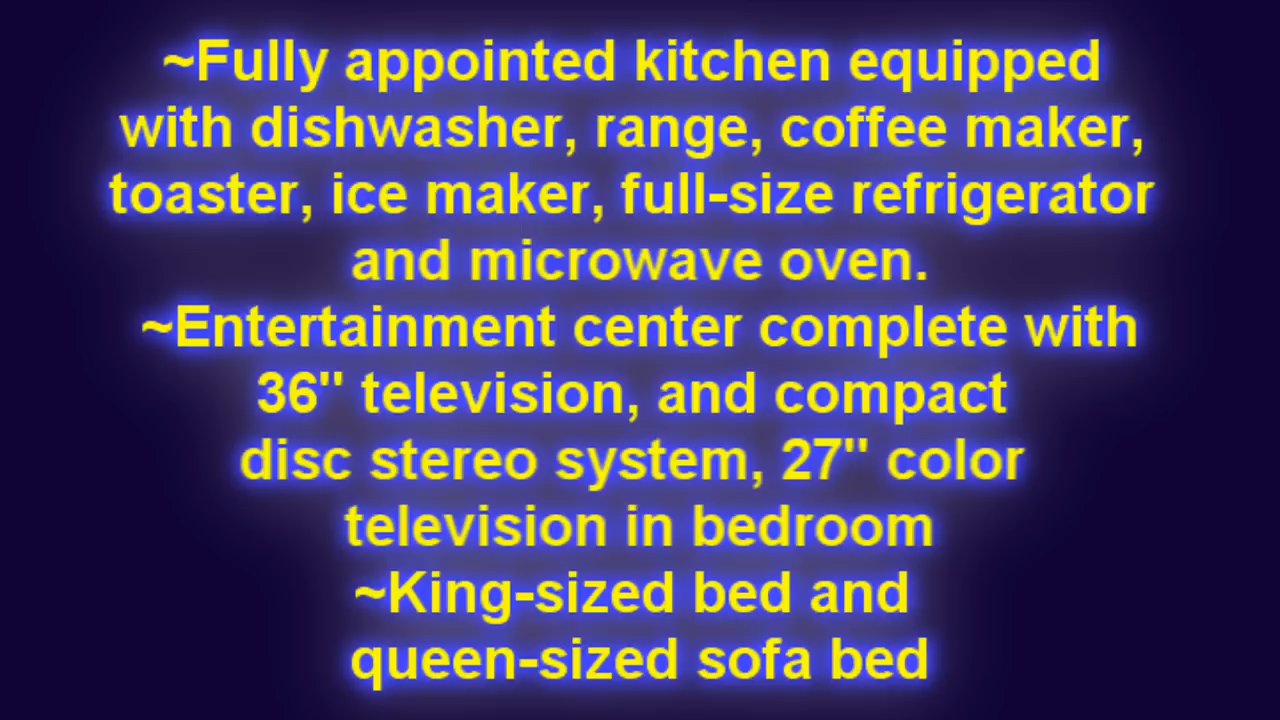 ~Fully appointed kitchen equipped
with dishwasher, range, coffee maker,
toaster, ice maker, full-size refrigerator
and microwave oven.
~Entertainment center complete with
36" television, and compact
disc stereo system, 27" color
television in bedroom
~King-sized bed and
queen-sized sofa bed